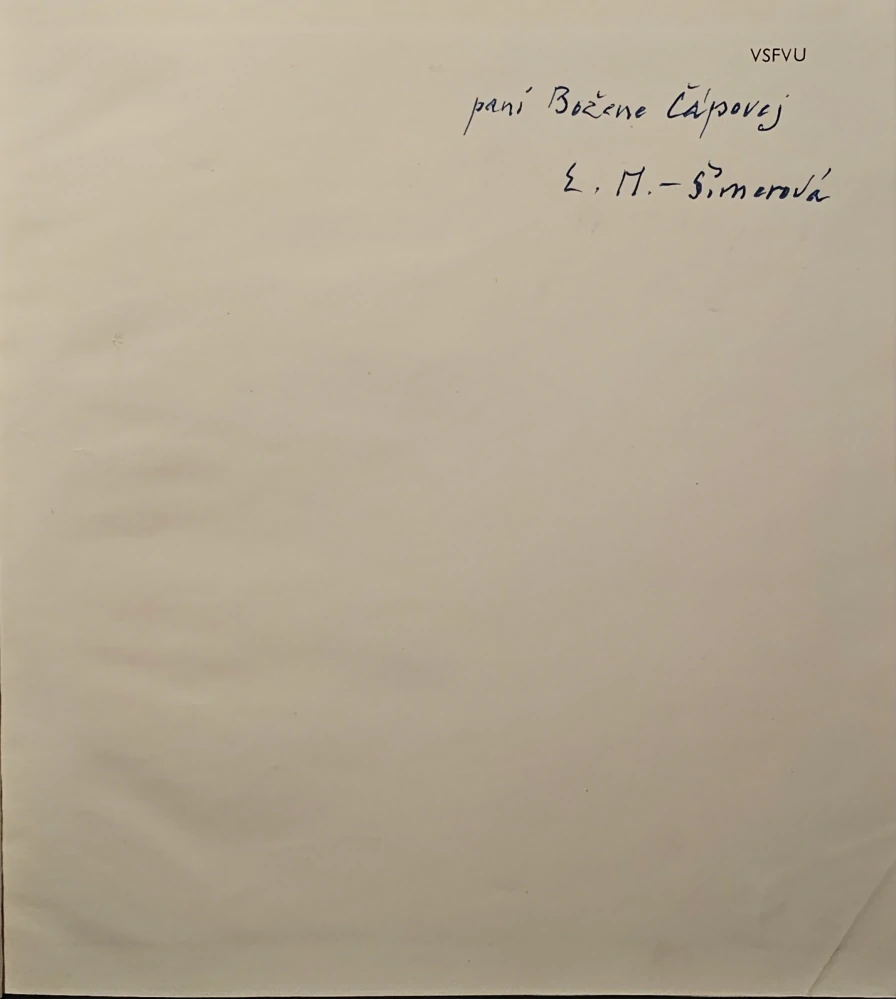 VSFVU
paní Božene Čápovej
E. M. - Šimerová